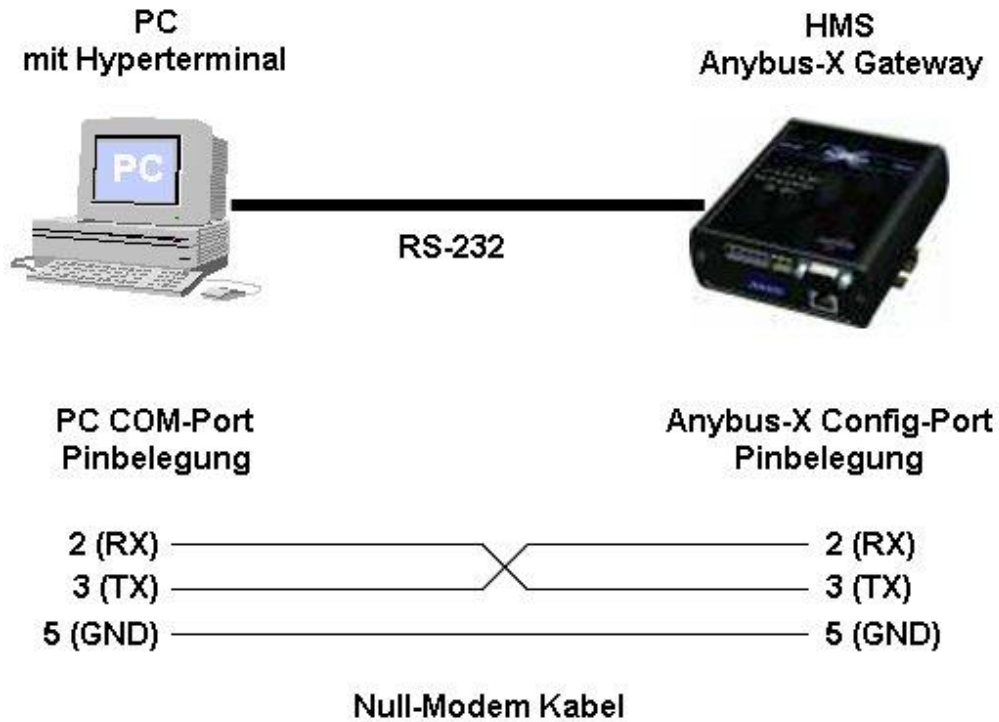 PC
mit Hyperterminal
HMS
Anybus-X Gateway
PC
RS-232
PC COM-Port
Pinbelegung
Anybus-X Config-Port
Pinbelegung
2 (RX)
2 (RX)
3 (TX)
3 (TX)
5 (GND)
5 (GND)
Null-Modem Kabel